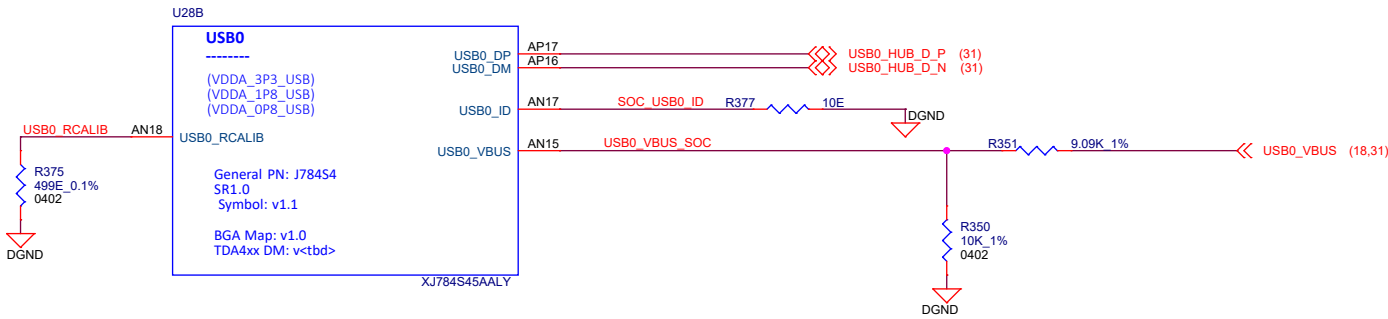 U28B
USB0
--------
(VDDA_3P3_USB)
(VDDA_1P8_USB)
(VDDA_0P8_USB)
USB0_DP
AP17
USB0_HUB_D_P (31)
USB0_DM
AP16
USB0_HUB_D_N (31)
USB0_ID
AN17
SOC_USB0_ID
R377
10E
DGND
USB0_RCALIB
AN18
USB0_RCALIB
USB0_VBUS
AN15
USB0_VBUS_SOC
R351
9.09K_1%
USB0_VBUS (18,31)
R375
499E_0.1%
0402
DGND
General PN: J784S4
SR1.0
Symbol: v1.1
BGA Map: v1.0
TDA4xx DM: v<tbd>
XJ784S45AALY
R350
10K_1%
0402
DGND